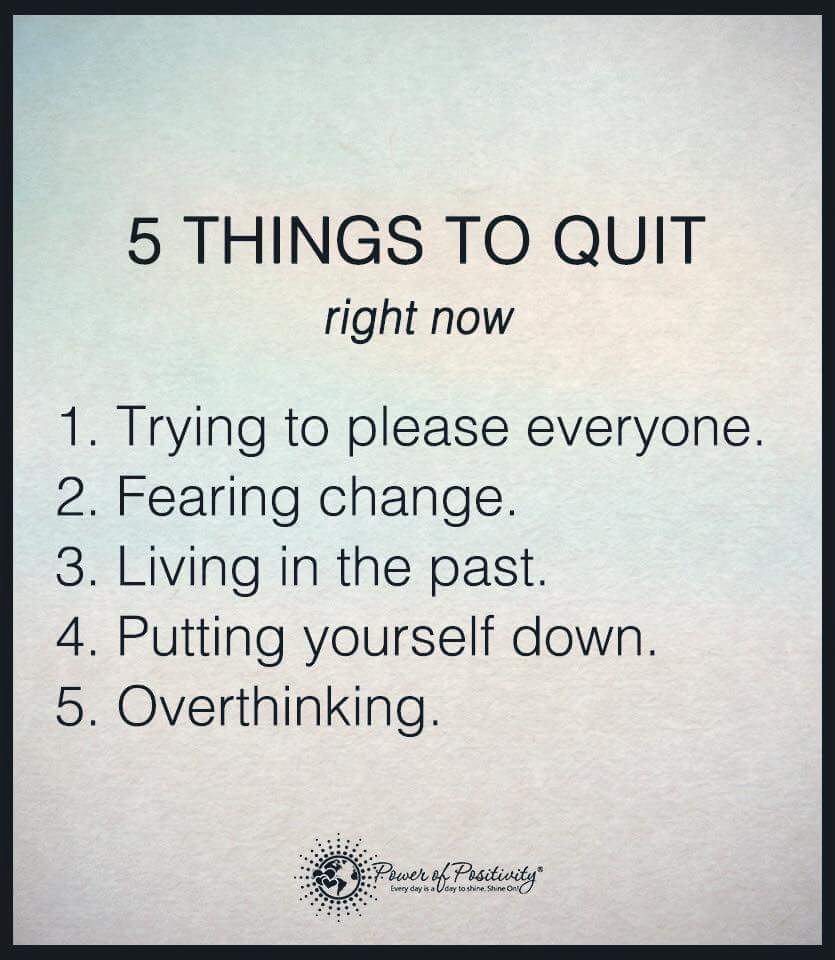 5 THINGS TO QUIT
right now
1. Trying to please everyone.
2. Fearing change.
3. Living in the past.
4. Putting yourself down.
5. Overthinking.
Power of Positivity®
Every day is a day to shine. Shine On!